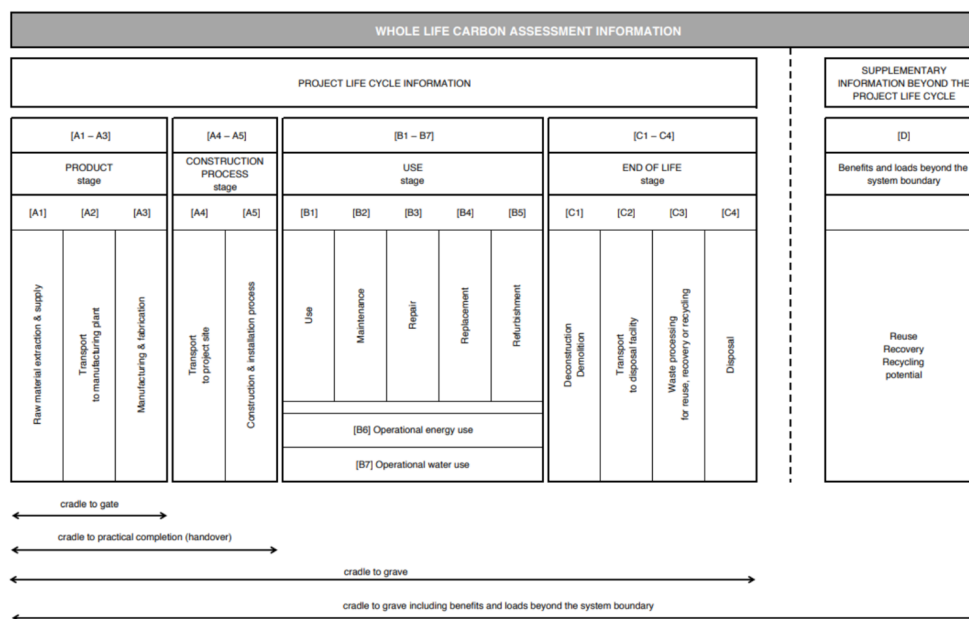 WHOLE LIFE CARBON ASSESSMENT INFORMATION
PROJECT LIFE CYCLE INFORMATION
SUPPLEMENTARY
INFORMATION BEYOND THE
PROJECT LIFE CYCLE
[A1 – A3]
[A4 – A5]
[B1 – B7]
[C1 – C4]
[D]
PRODUCT
stage
CONSTRUCTION
PROCESS
stage
USE
stage
END OF LIFE
stage
Benefits and loads beyond the
system boundary
[A1]
[A2]
[A3]
[A4]
[A5]
[B1]
[B2]
[B3]
[B4]
[B5]
[C1]
[C2]
[C3]
[C4]
Raw material extraction & supply
Transport
to manufacturing plant
Manufacturing & fabrication
Transport
to project site
Construction & installation process
Use
Maintenance
Repair
Replacement
Refurbishment
[B6] Operational energy use
[B7] Operational water use
Deconstruction
Demolition
Transport
to disposal facility
Waste processing
for reuse, recovery or recycling
Disposal
Reuse
Recovery
Recycling
potential
cradle to gate
cradle to practical completion (handover)
cradle to grave
cradle to grave including benefits and loads beyond the system boundary